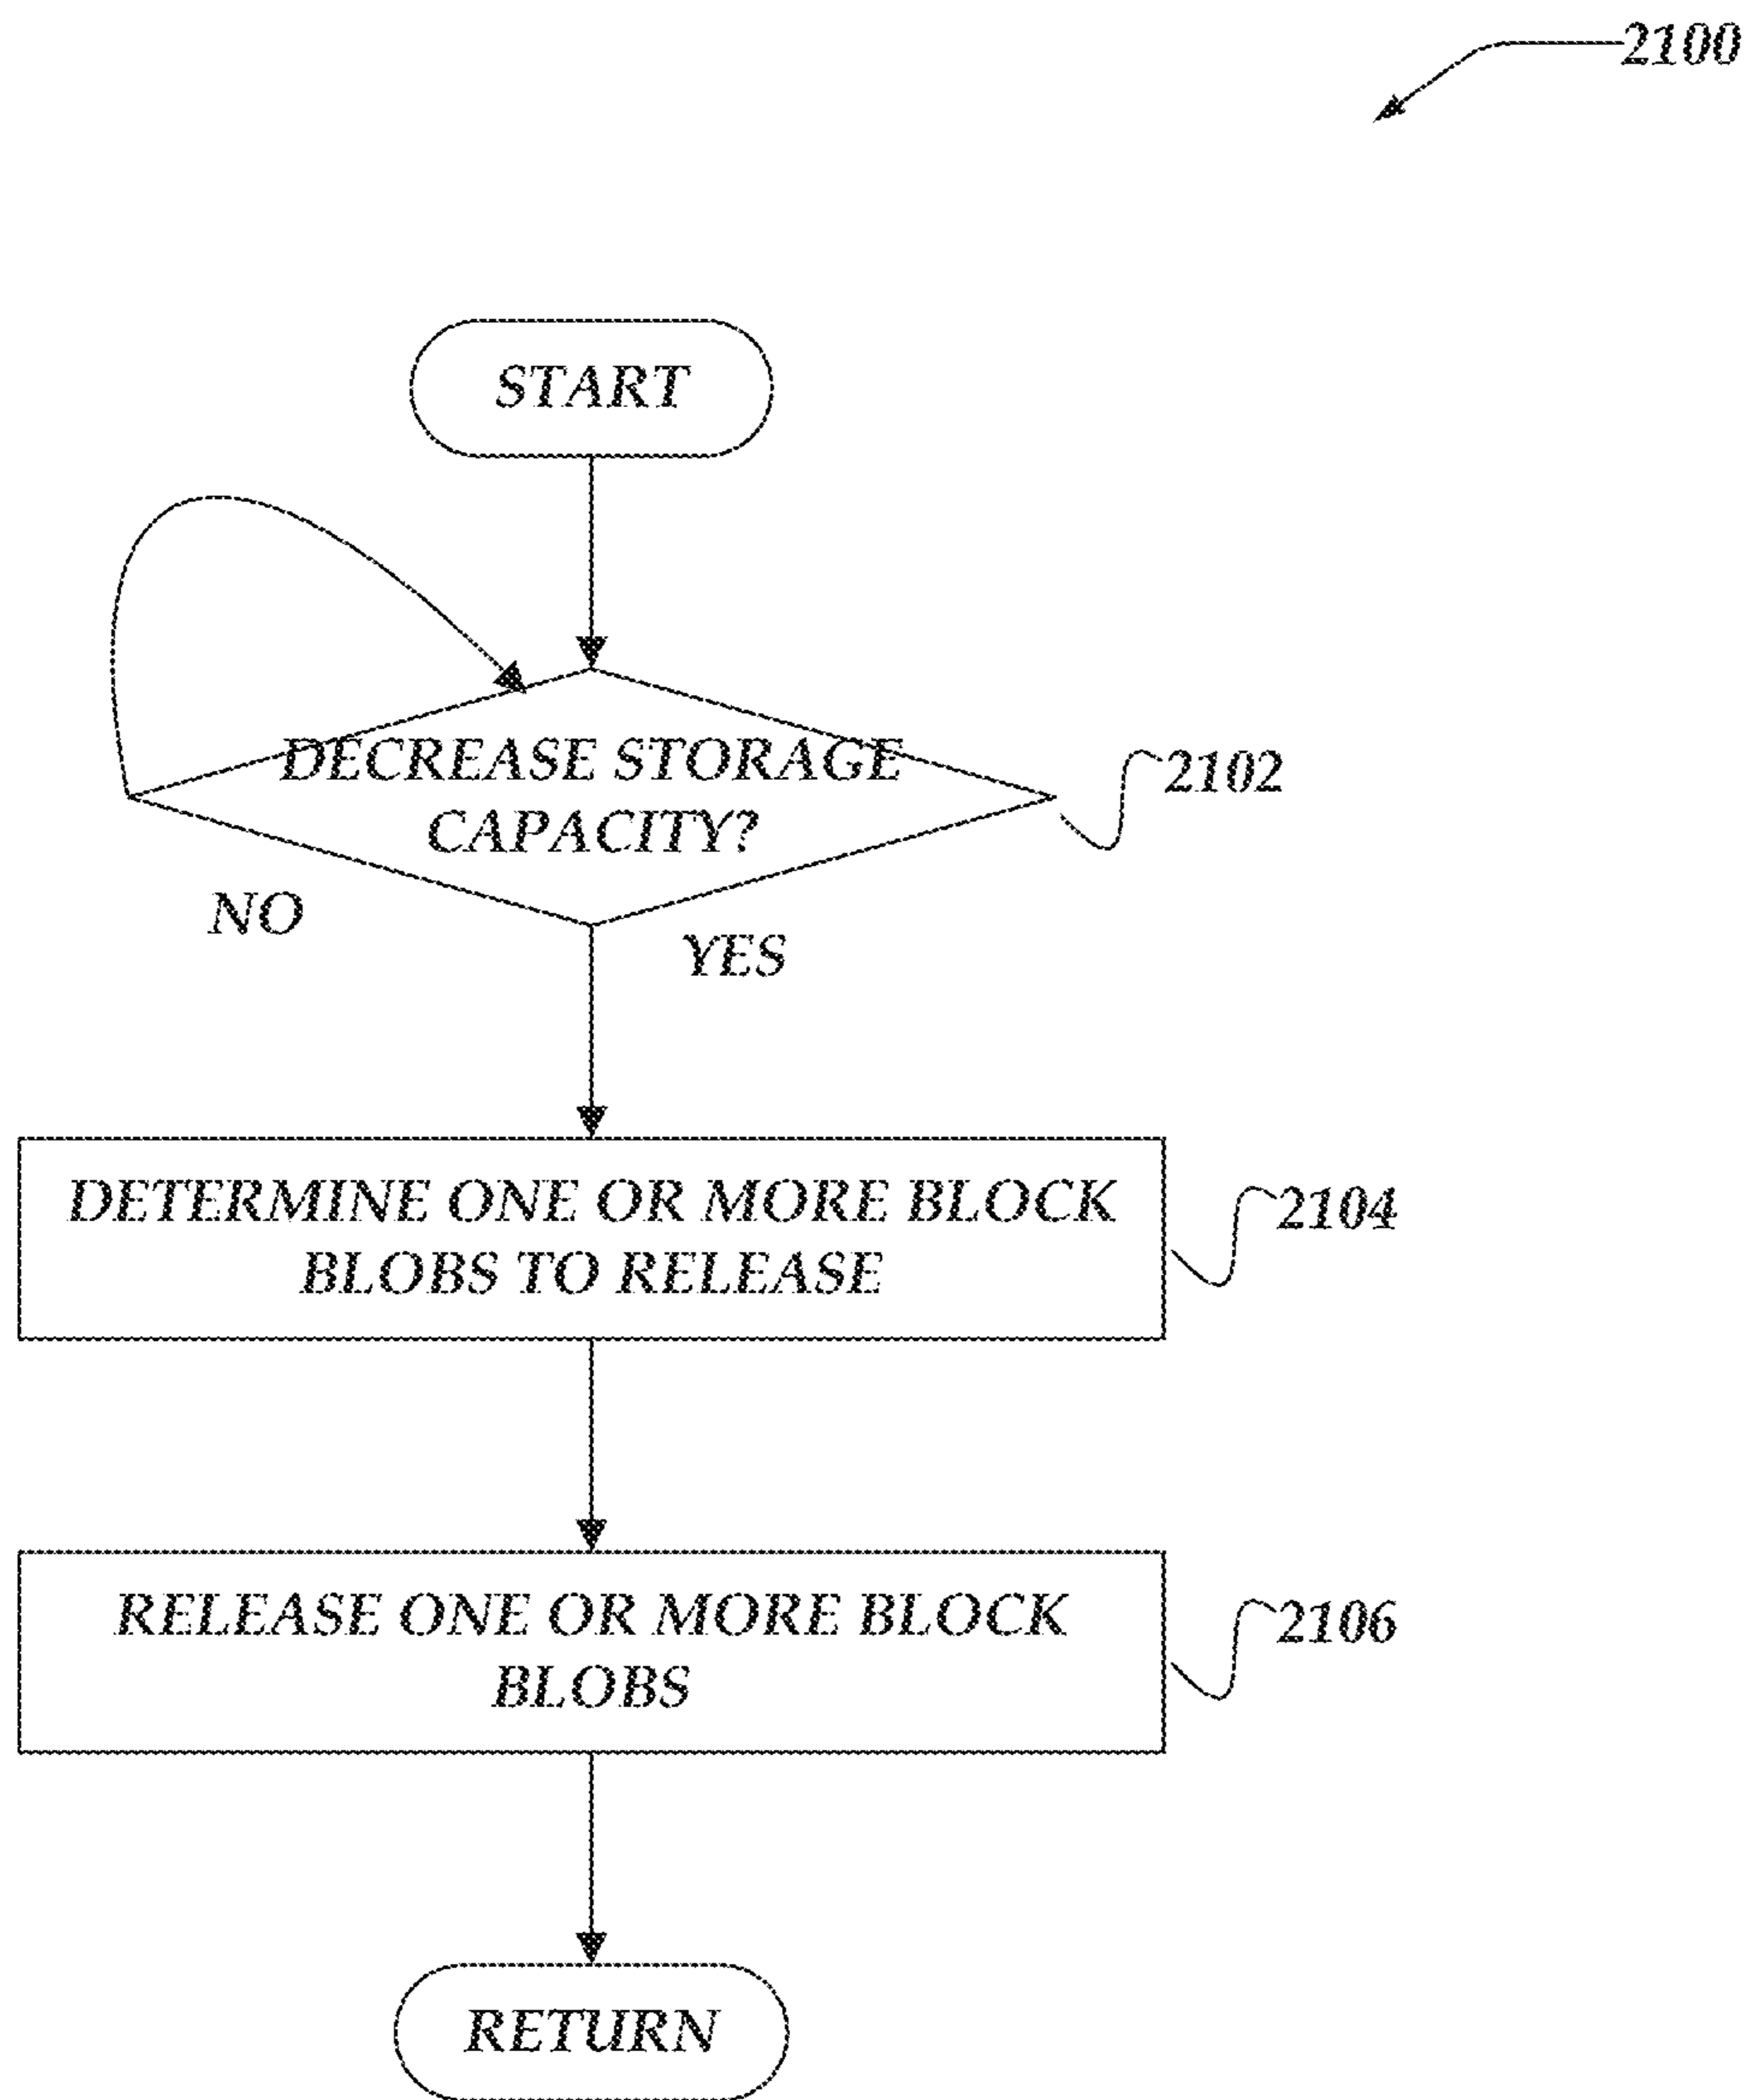 2100
START
DECREASE STORAGE
CAPACITY?
2102
NO
YES
DETERMINE ONE OR MORE BLOCK
BLOBS TO RELEASE
2104
RELEASE ONE OR MORE BLOCK
BLOBS
2106
RETURN